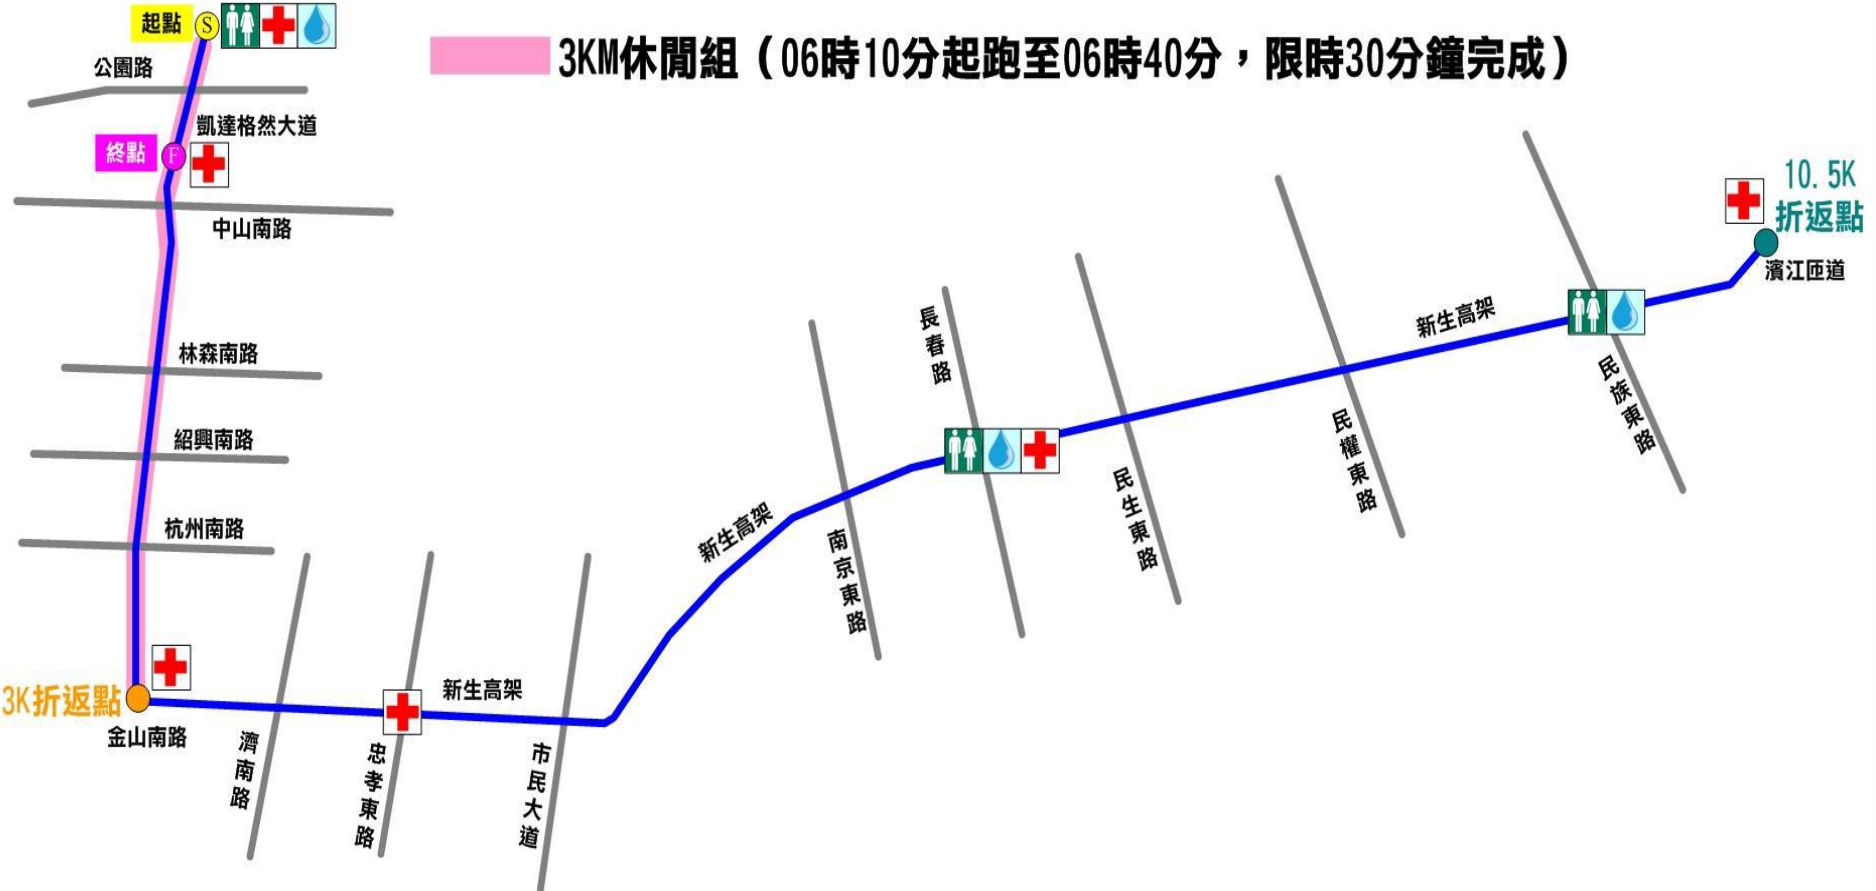 起點
S
3KM休閒組（06時10分起跑至06時40分，限時30分鐘完成）
公園路
凱達格然大道
終點
F
中山南路
10.5K
折返點
濱江匝道
新生高架
長春路
林森南路
民族東路
紹興南路
民權東路
民生東路
新生高架
杭州南路
南京東路
3K折返點
金山南路
新生高架
濟南路
忠孝東路
市民大道